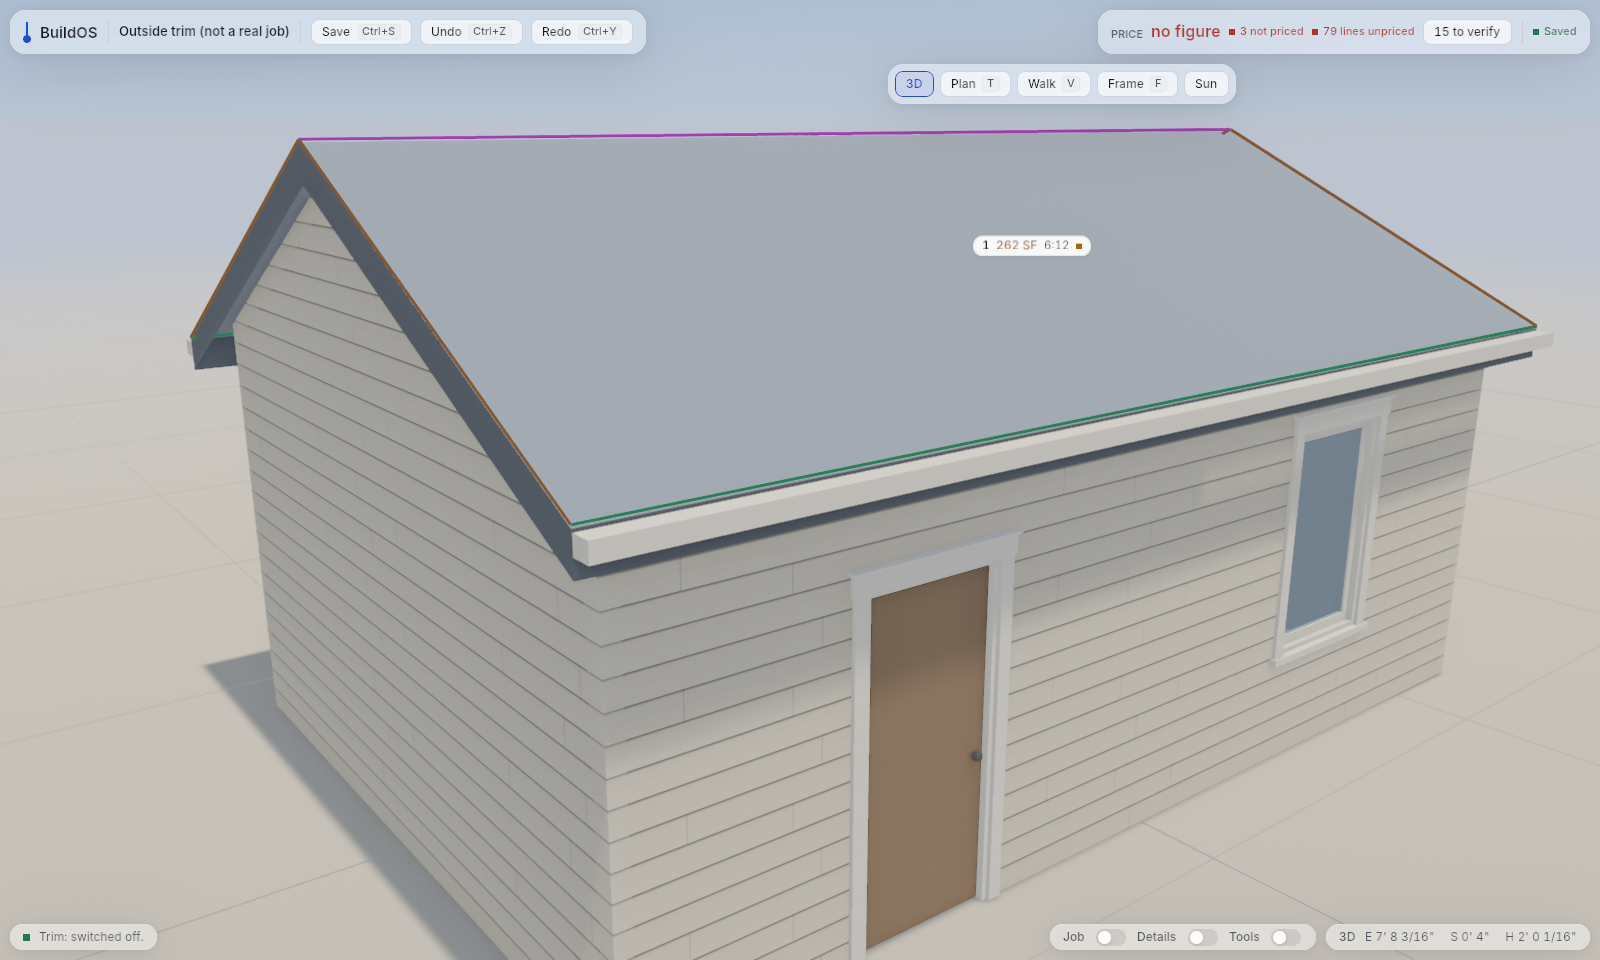 BuildOS
Outside trim (not a real job)
Save Ctrl+S
Undo Ctrl+Z
Redo Ctrl+Y
PRICE no figure 3 not priced 79 lines unpriced 15 to verify Saved
3D Plan T Walk V Frame F Sun
1 262 SF 6:12
Trim: switched off.
Job Details Tools
3D E 7' 8 3/16" S 0' 4" H 2' 0 1/16"